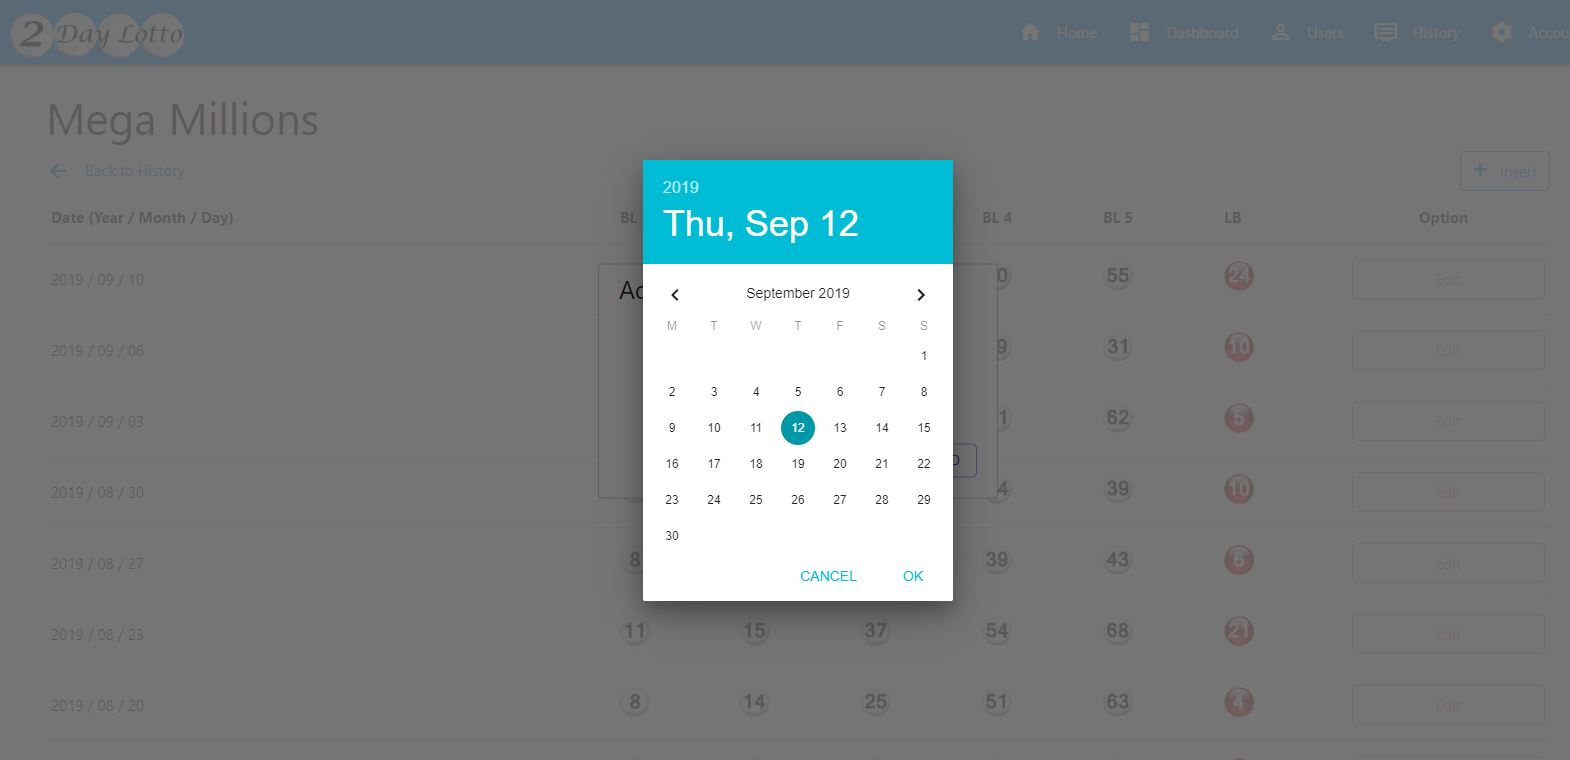 2 Day Lotto
Home Dashboard Users History Accou
Mega Millions
Back to History
Insert
Date (Year / Month / Day) BL BL 4 BL 5 LB Option
2019 / 09 / 10 0 55 24 Edit
2019 / 09 / 06 9 31 10 Edit
2019 / 09 / 03 1 62 5 Edit
2019 / 08 / 30 4 39 10 Edit
2019 / 08 / 27 8 39 43 6 Edit
2019 / 08 / 23 11 15 37 54 68 21 Edit
2019 / 08 / 20 8 14 25 51 63 4 Edit
2019
Thu, Sep 12
September 2019
M T W T F S S
1
2 3 4 5 6 7 8
9 10 11 12 13 14 15
16 17 18 19 20 21 22
23 24 25 26 27 28 29
30
CANCEL OK